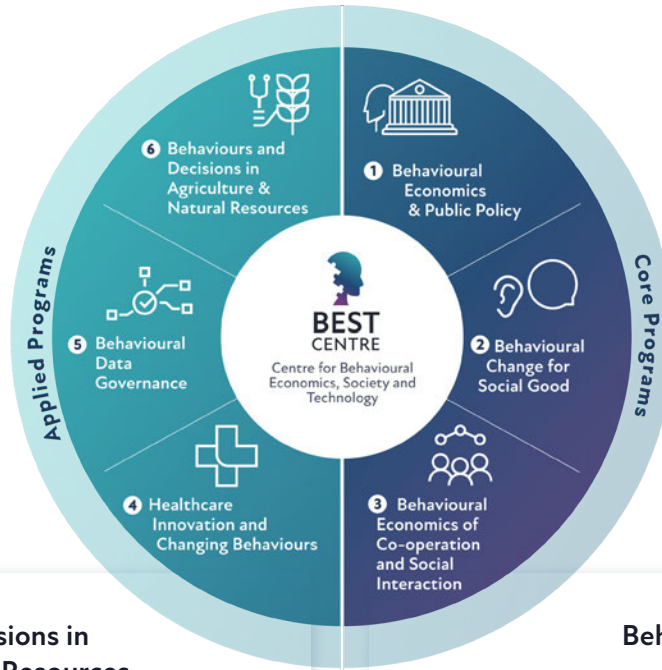 6 Behaviours and
Decisions in
Agriculture &
Natural Resources
1 Behavioural
Economics
& Public Policy
Applied Programs
Core Programs
BEST
CENTRE
Centre for Behavioural
Economics, Society and
Technology
5 Behavioural
Data
Governance
2 Behavioural
Change for
Social Good
4 Healthcare
Innovation and
Changing Behaviours
3 Behavioural
Economics of
Co-operation
and Social
Interaction
sions in
Resources
Beh